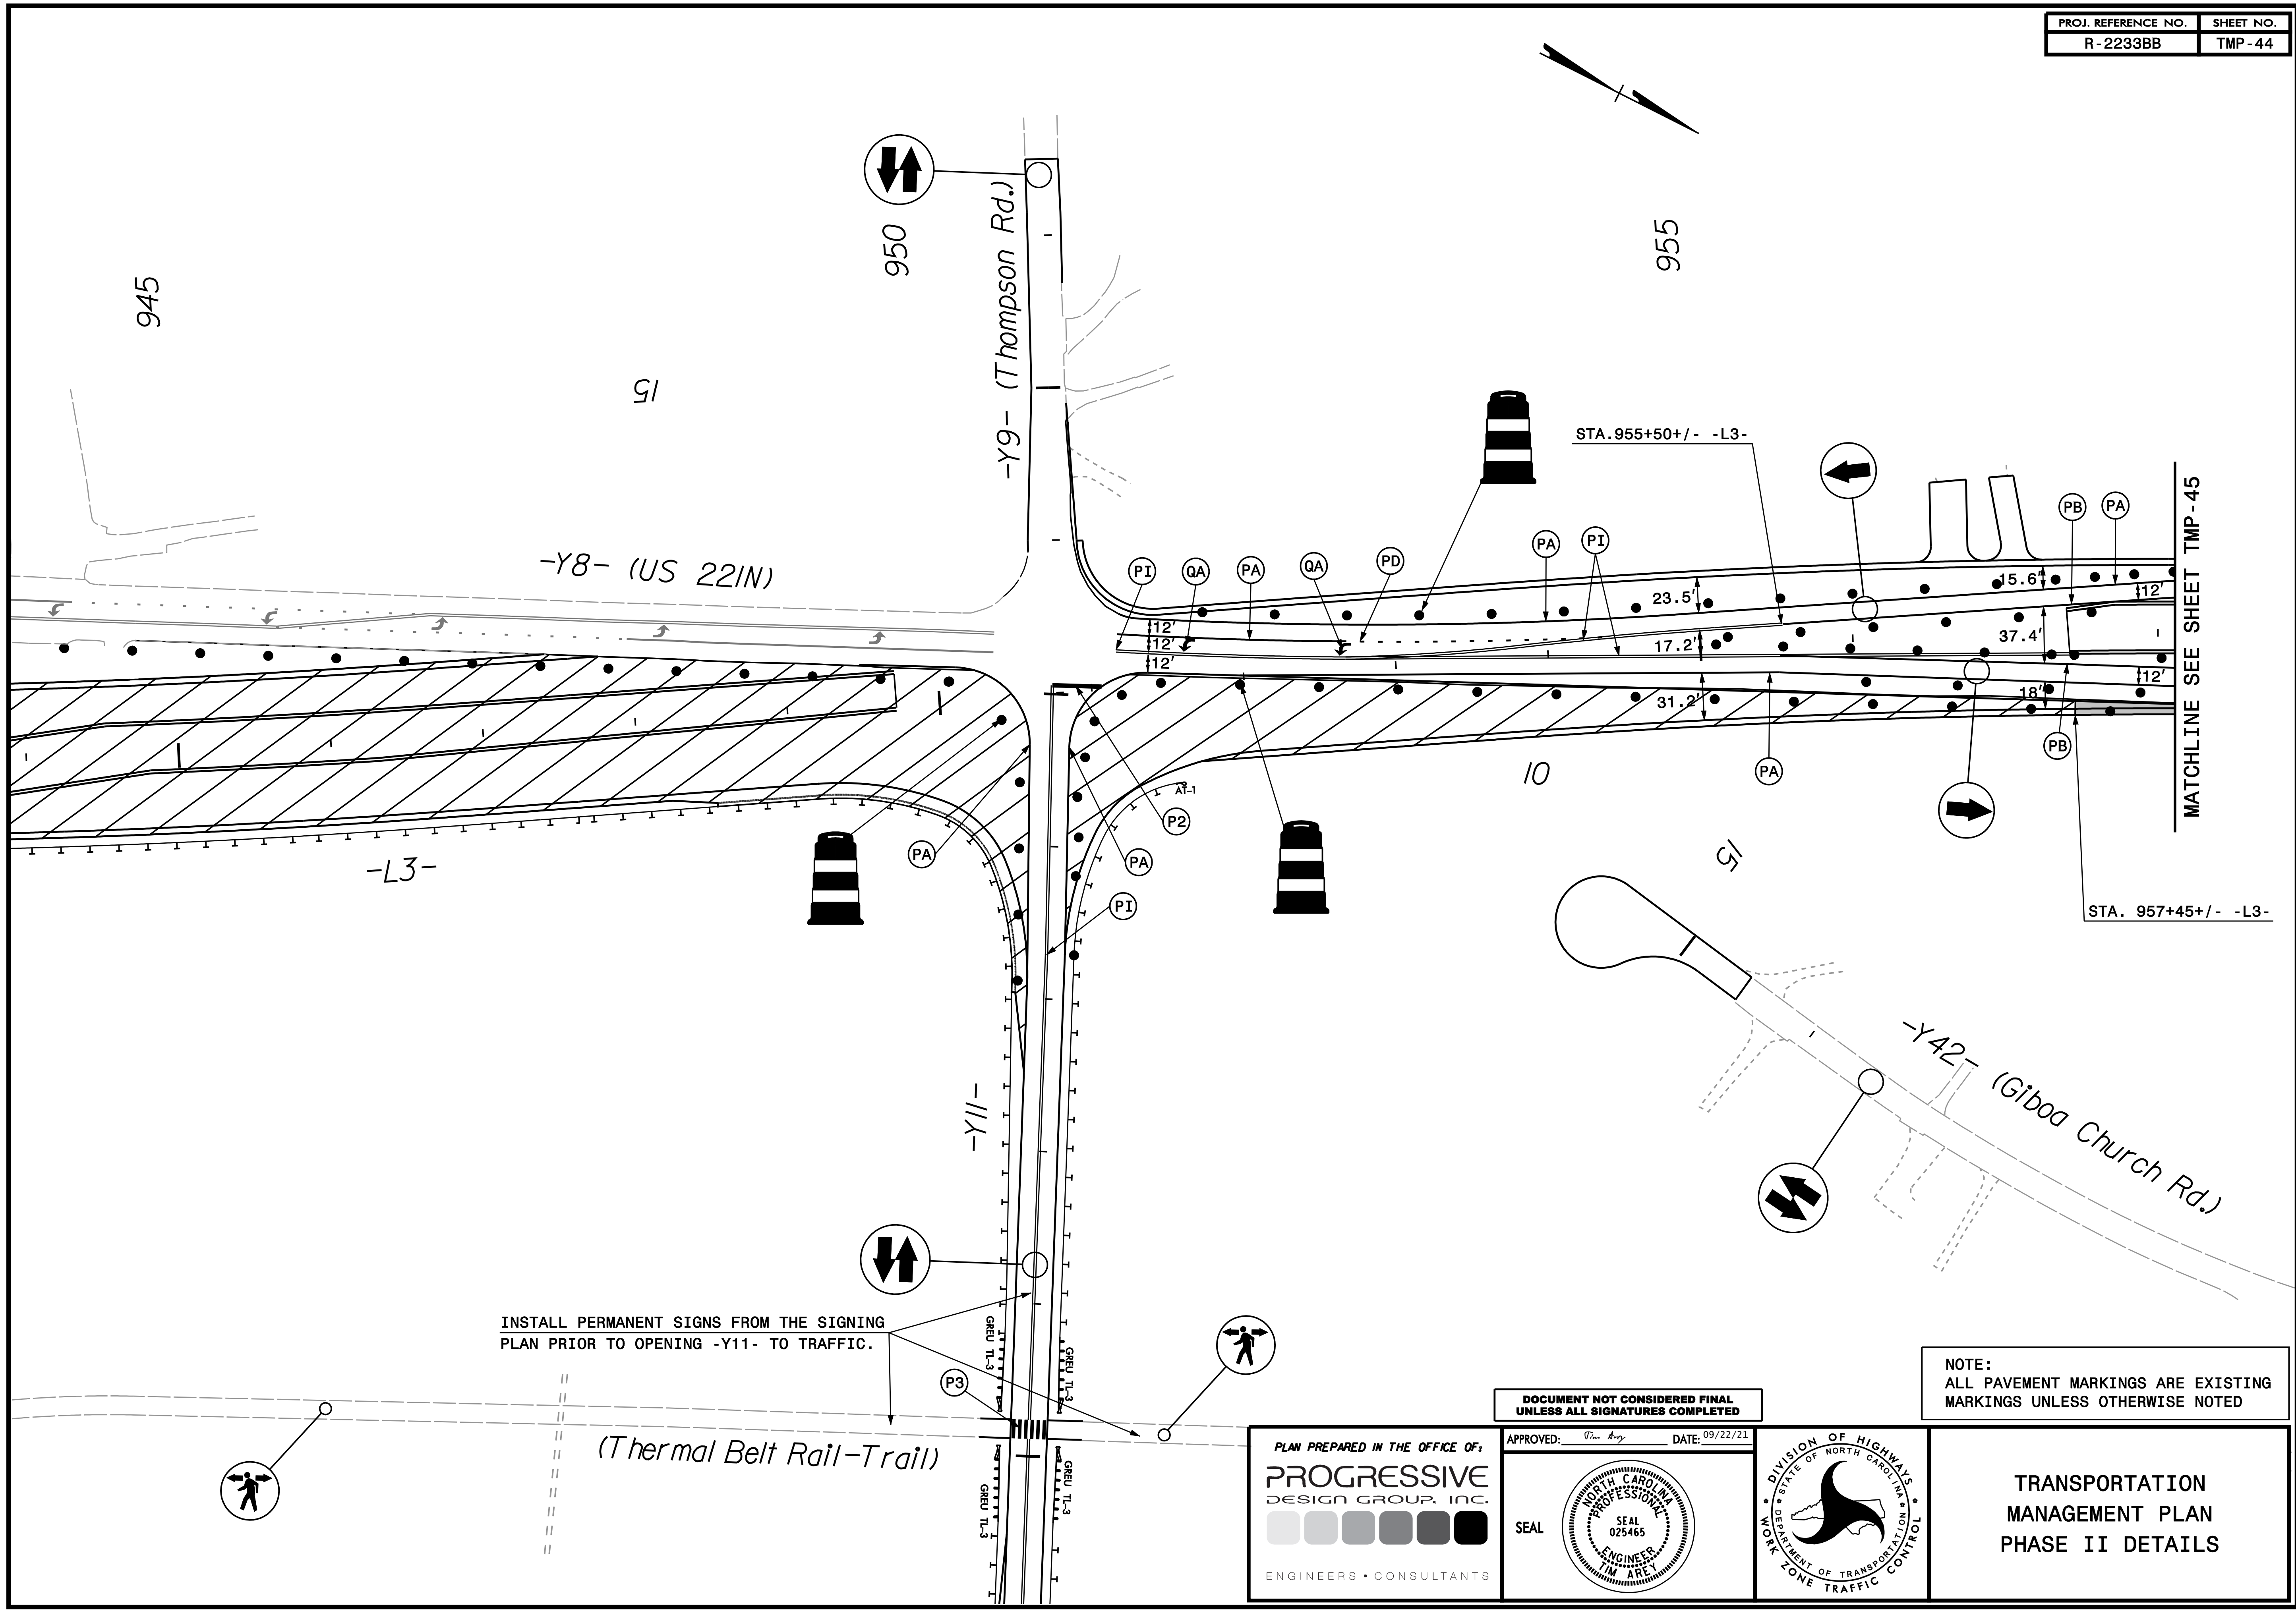 PROJ. REFERENCE NO. SHEET NO.
R-2233BB TMP-44
945
950
955
15
-Y9- (Thompson Rd.)
-Y8- (US 221N)
STA.955+50+/- -L3-
PI
QA
PA
QA
PD
PA
PI
PB
PA
12'
12'
12'
23.5'
17.2'
31.2'
15.6'
12'
37.4'
12'
18'
MATCHLINE SEE SHEET TMP-45
-L3-
PA
AT-1
P2
PA
PI
10
PA
PB
15
STA. 957+45+/- -L3-
-Y11-
-Y42- (Giboa Church Rd.)
INSTALL PERMANENT SIGNS FROM THE SIGNING
PLAN PRIOR TO OPENING -Y11- TO TRAFFIC.
GREU TL-3
GREU TL-3
P3
(Thermal Belt Rail-Trail)
GREU TL-3
GREU TL-3
NOTE:
ALL PAVEMENT MARKINGS ARE EXISTING
MARKINGS UNLESS OTHERWISE NOTED
DOCUMENT NOT CONSIDERED FINAL
UNLESS ALL SIGNATURES COMPLETED
PLAN PREPARED IN THE OFFICE OF:
PROGRESSIVE
DESIGN GROUP, INC.
ENGINEERS • CONSULTANTS
APPROVED: Tim Arey DATE: 09/22/21
SEAL
NORTH CAROLINA
PROFESSIONAL
SEAL
025465
ENGINEER
TIM AREY
DIVISION OF HIGHWAYS
STATE OF NORTH CAROLINA
DEPARTMENT OF TRANSPORTATION
WORK ZONE TRAFFIC CONTROL
TRANSPORTATION
MANAGEMENT PLAN
PHASE II DETAILS